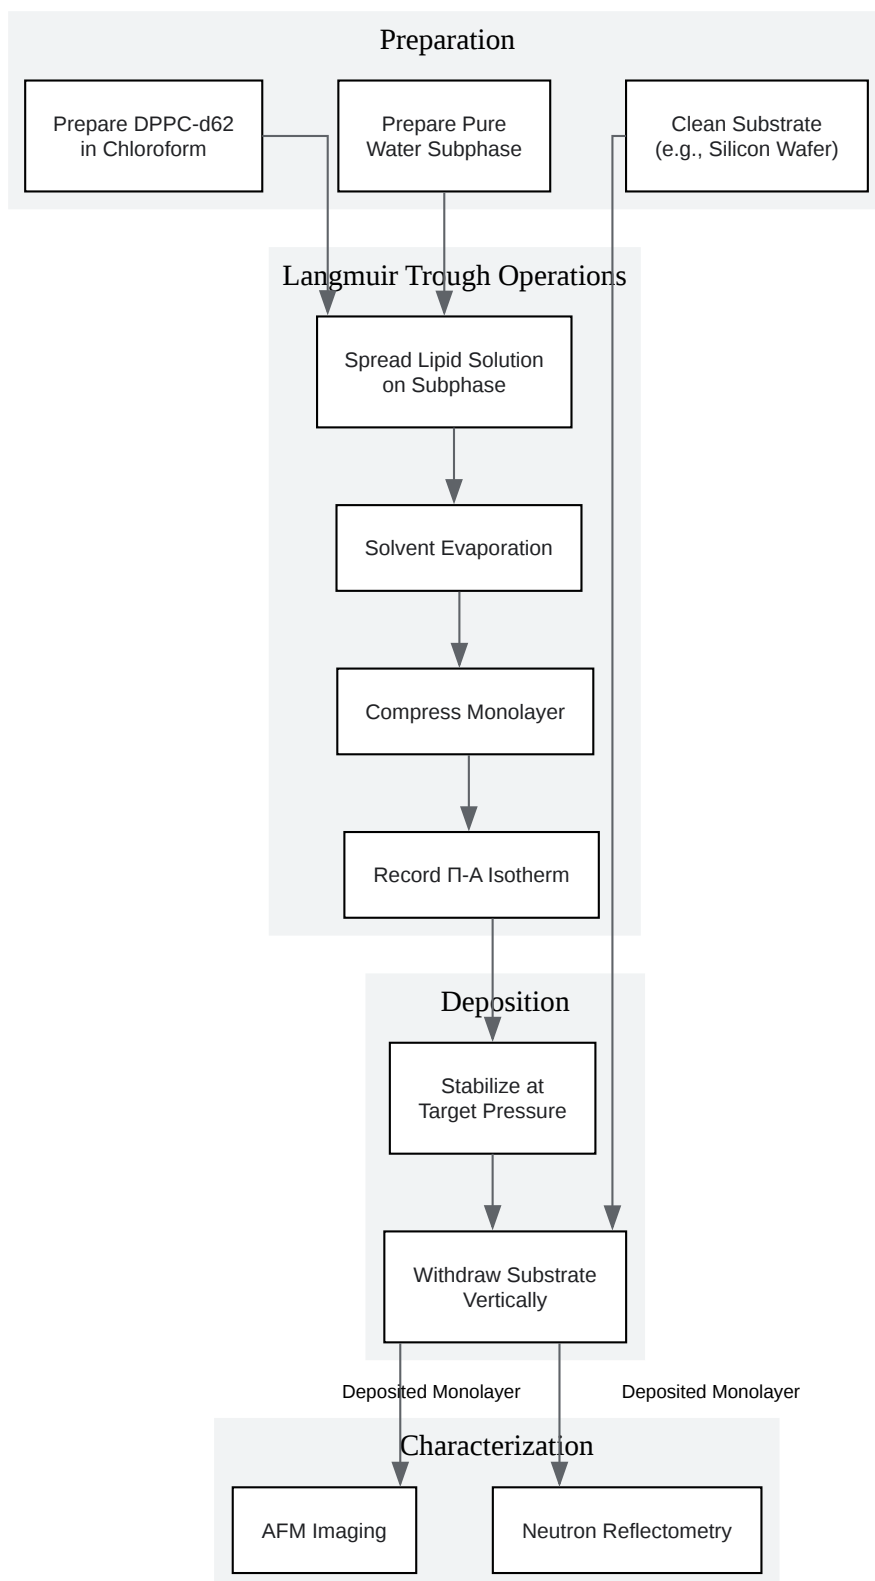 Preparation
Prepare DPPC-d62
in Chloroform
Prepare Pure
Water Subphase
Clean Substrate
(e.g., Silicon Wafer)
Langmuir Trough Operations
Spread Lipid Solution
on Subphase
Solvent Evaporation
Compress Monolayer
Record Π-A Isotherm
Deposition
Stabilize at
Target Pressure
Withdraw Substrate
Vertically
Deposited Monolayer
Deposited Monolayer
Characterization
AFM Imaging
Neutron Reflectometry